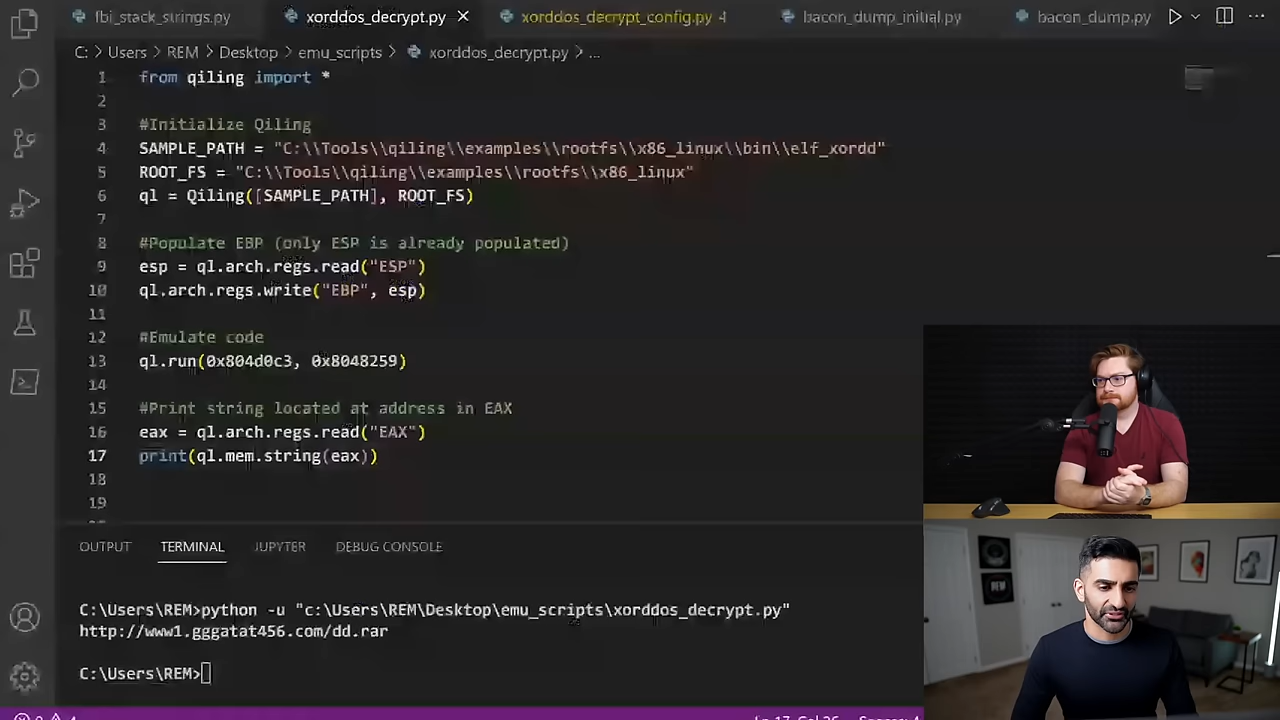 fbi_stack_strings.py xorddos_decrypt.py xorddos_decrypt_config.py 4 bacon_dump_initial.py bacon_dump.py
C: > Users > REM > Desktop > emu_scripts > xorddos_decrypt.py > ...
1 from qiling import *
2
3 #Initialize Qiling
4 SAMPLE_PATH = "C:\\Tools\\qiling\\examples\\rootfs\\x86_linux\\bin\\elf_xordd"
5 ROOT_FS = "C:\\Tools\\qiling\\examples\\rootfs\\x86_linux"
6 ql = Qiling([SAMPLE_PATH], ROOT_FS)
7
8 #Populate EBP (only ESP is already populated)
9 esp = ql.arch.regs.read("ESP")
10 ql.arch.regs.write("EBP", esp)
11
12 #Emulate code
13 ql.run(0x804d0c3, 0x8048259)
14
15 #Print string located at address in EAX
16 eax = ql.arch.regs.read("EAX")
17 print(ql.mem.string(eax))
18
19
OUTPUT TERMINAL JUPYTER DEBUG CONSOLE
C:\Users\REM>python -u "c:\Users\REM\Desktop\emu_scripts\xorddos_decrypt.py"
http://www1.gggatat456.com/dd.rar
C:\Users\REM>